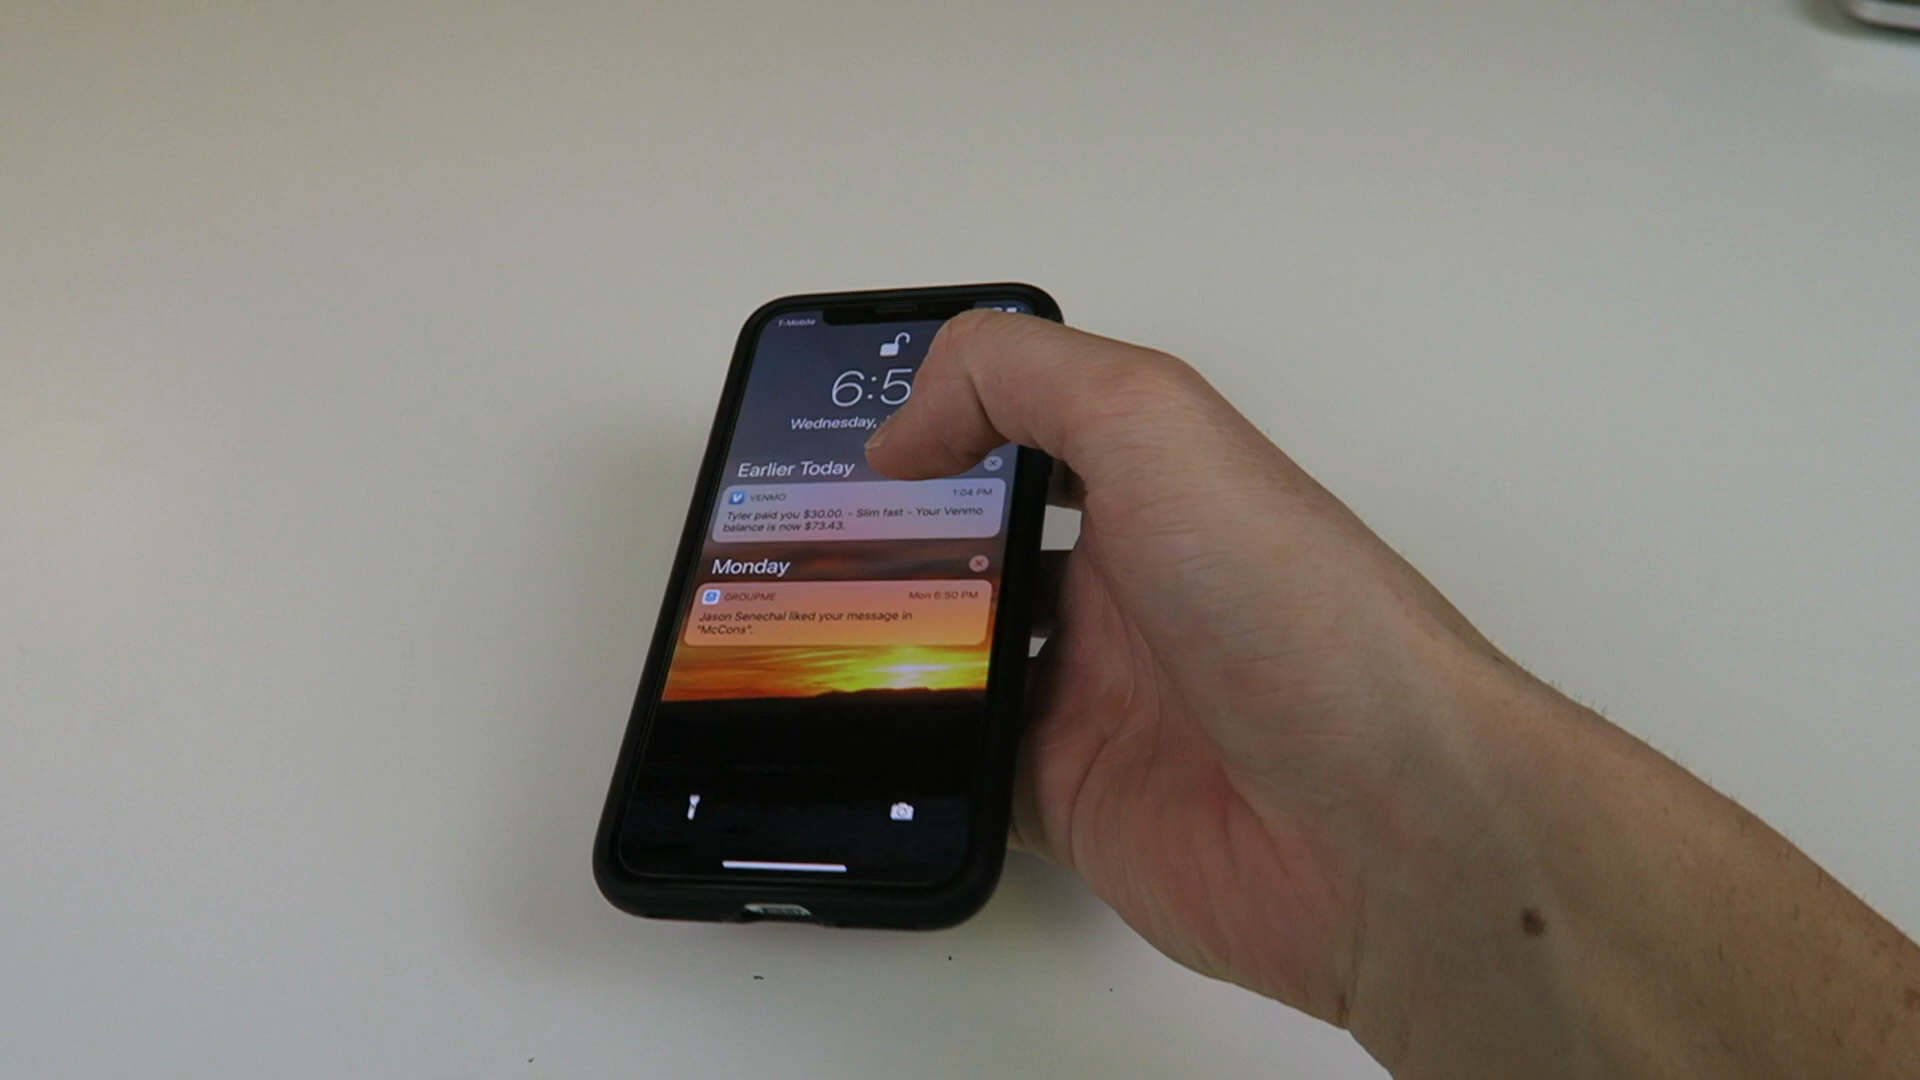 T-Mobile
6:5
Wednesday,
Earlier Today
VENMO 1:04 PM
Tyler paid you $30.00. - Slim fast - Your Venmo
balance is now $73.43.
Monday
GROUPME Mon 6:50 PM
Jason Senechal liked your message in
"McCons".